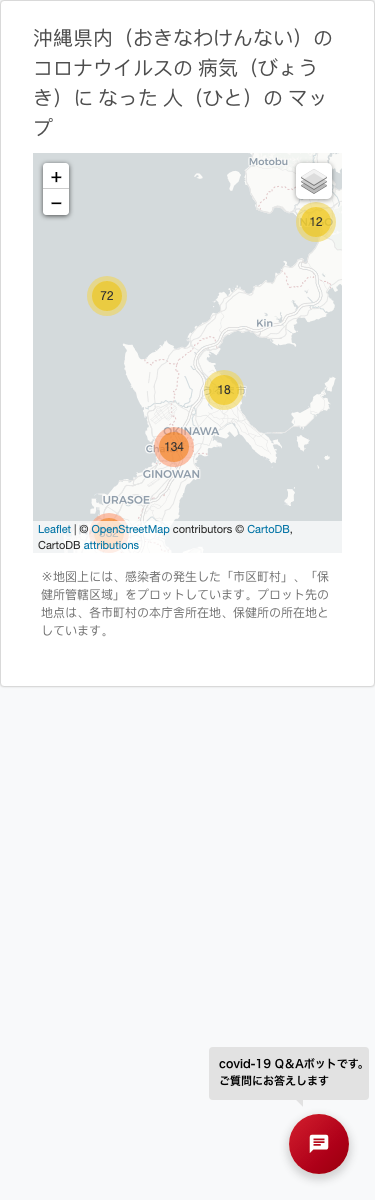 沖縄県内（おきなわけんない）の
コロナウイルスの 病気（びょう
き）に なった 人（ひと）の マッ
プ
Motobu
+
12
−
72
Kin
18
OKINAWA
134
GINOWAN
URASOE
Leaflet | © OpenStreetMap contributors © CartoDB,
CartoDB attributions
※地図上には、感染者の発生した「市区町村」、「保
健所管轄区域」をプロットしています。プロット先の
地点は、各市町村の本庁舎所在地、保健所の所在地と
しています。
covid-19 Q&Aボットです。
ご質問にお答えします